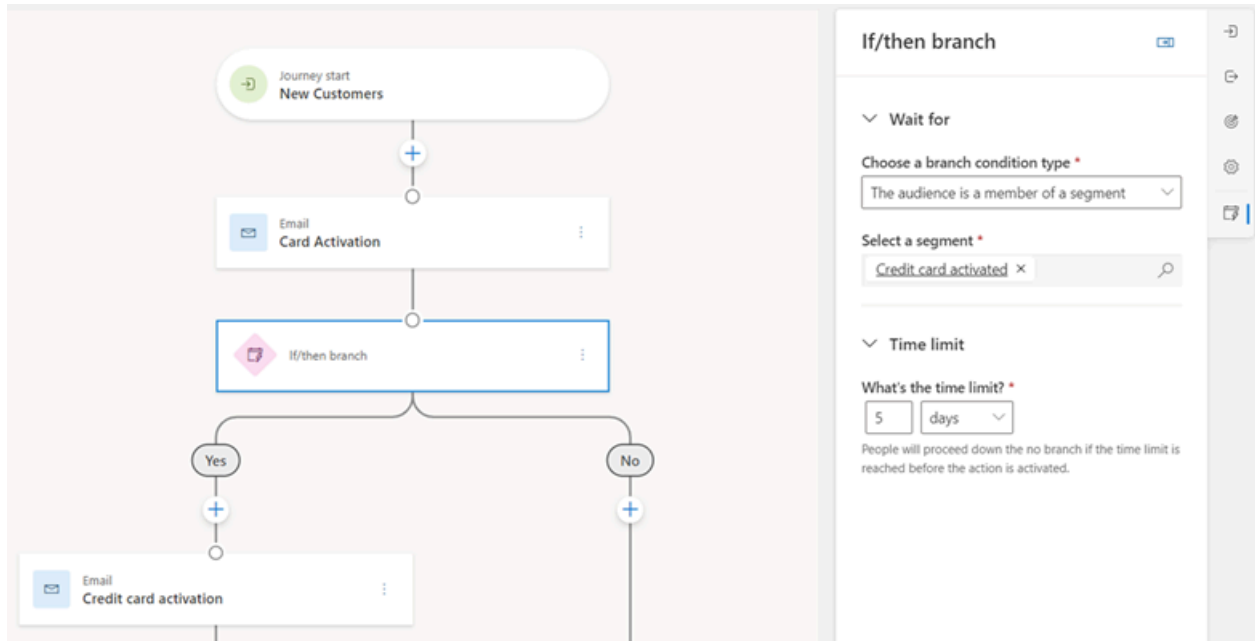 Journey start
New Customers
Email
Card Activation
If/then branch
Yes
No
Email
Credit card activation
If/then branch
Wait for
Choose a branch condition type *
The audience is a member of a segment
Select a segment *
Credit card activated ×
Time limit
What's the time limit? *
5 days
People will proceed down the no branch if the time limit is
reached before the action is activated.